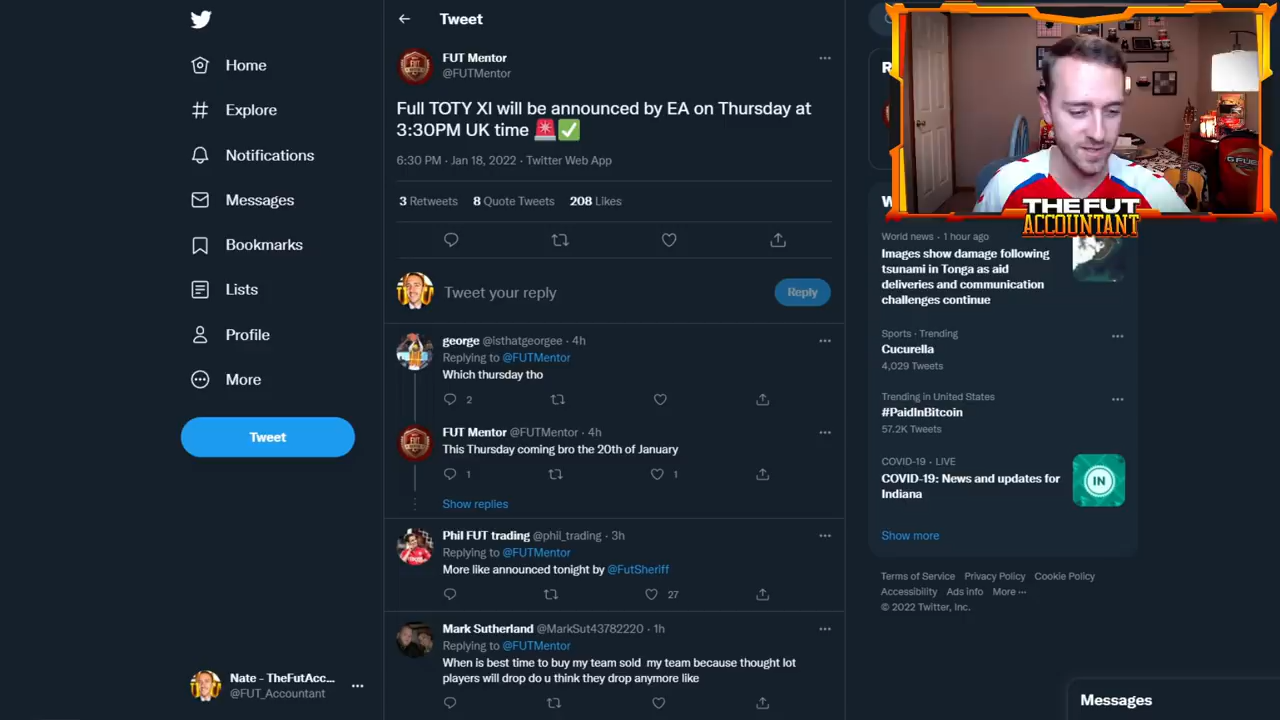 Home
Explore
Notifications
Messages
Bookmarks
Lists
Profile
More
Tweet
Nate - TheFutAcc...
@FUT_Accountant
Tweet
FUT Mentor
@FUTMentor
Full TOTY XI will be announced by EA on Thursday at
3:30PM UK time 🚨✅
6:30 PM · Jan 18, 2022 · Twitter Web App
3 Retweets 8 Quote Tweets 208 Likes
Tweet your reply
Reply
george @isthatgeorgee · 4h
Replying to @FUTMentor
Which thursday tho
2
FUT Mentor @FUTMentor · 4h
This Thursday coming bro the 20th of January
1 1
Show replies
Phil FUT trading @phil_trading · 3h
Replying to @FUTMentor
More like announced tonight by @FutSheriff
27
Mark Sutherland @MarkSut43782220 · 1h
Replying to @FUTMentor
When is best time to buy my team sold my team because thought lot
players will drop do u think they drop anymore like
THE FUT
ACCOUNTANT
World news · 1 hour ago
Images show damage following
tsunami in Tonga as aid
deliveries and communication
challenges continue
Sports · Trending
Cucurella
4,029 Tweets
Trending in United States
#PaidInBitcoin
57.2K Tweets
COVID-19 · LIVE
COVID-19: News and updates for
Indiana
IN
Show more
Terms of Service Privacy Policy Cookie Policy
Accessibility Ads info More ···
© 2022 Twitter, Inc.
Messages